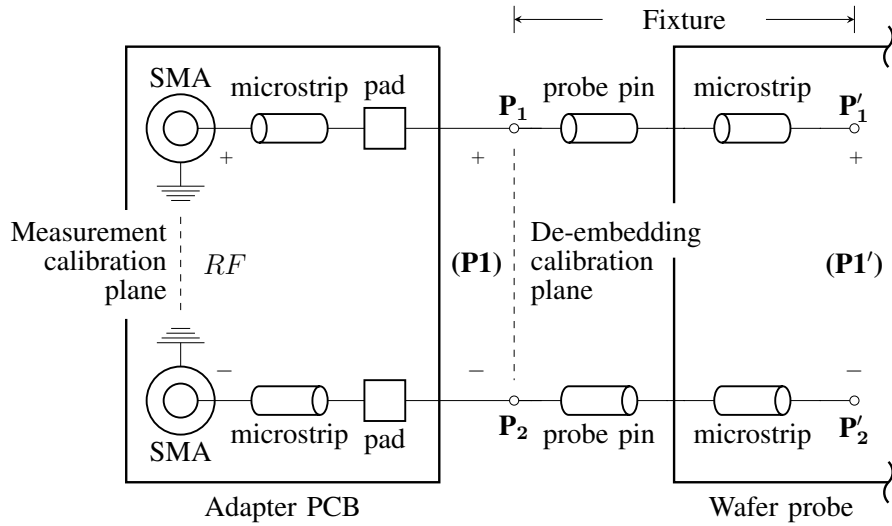 Fixture
SMA
microstrip
pad
P₁
probe pin
microstrip
P′₁
+
+
+
Measurement
calibration
plane
RF
(P1)
De-embedding
calibration
plane
(P1′)
−
−
−
SMA
microstrip
pad
P₂
probe pin
microstrip
P′₂
Adapter PCB
Wafer probe